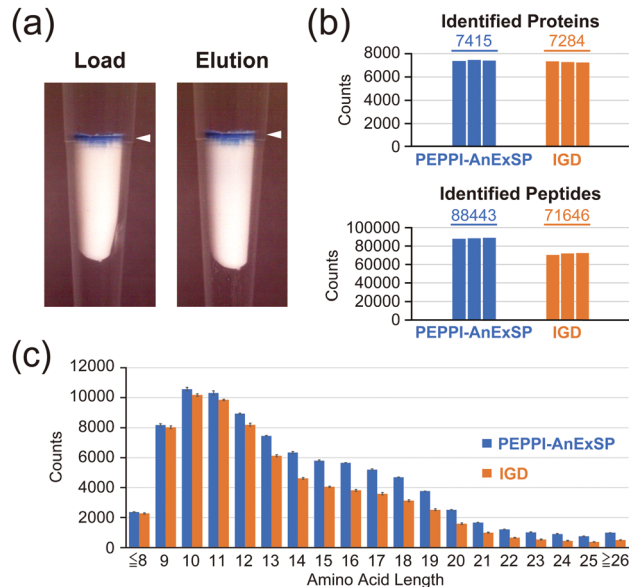 (a)
Load Elution
(b)
Identified Proteins
7415 7284
8000
6000
4000
2000
0
Counts
PEPPI-AnExSP IGD
Identified Peptides
88443 71646
100000
80000
60000
40000
20000
0
Counts
PEPPI-AnExSP IGD
(c)
12000
10000
8000
6000
4000
2000
0
Counts
PEPPI-AnExSP
IGD
≦8 9 10 11 12 13 14 15 16 17 18 19 20 21 22 23 24 25 ≧26
Amino Acid Length